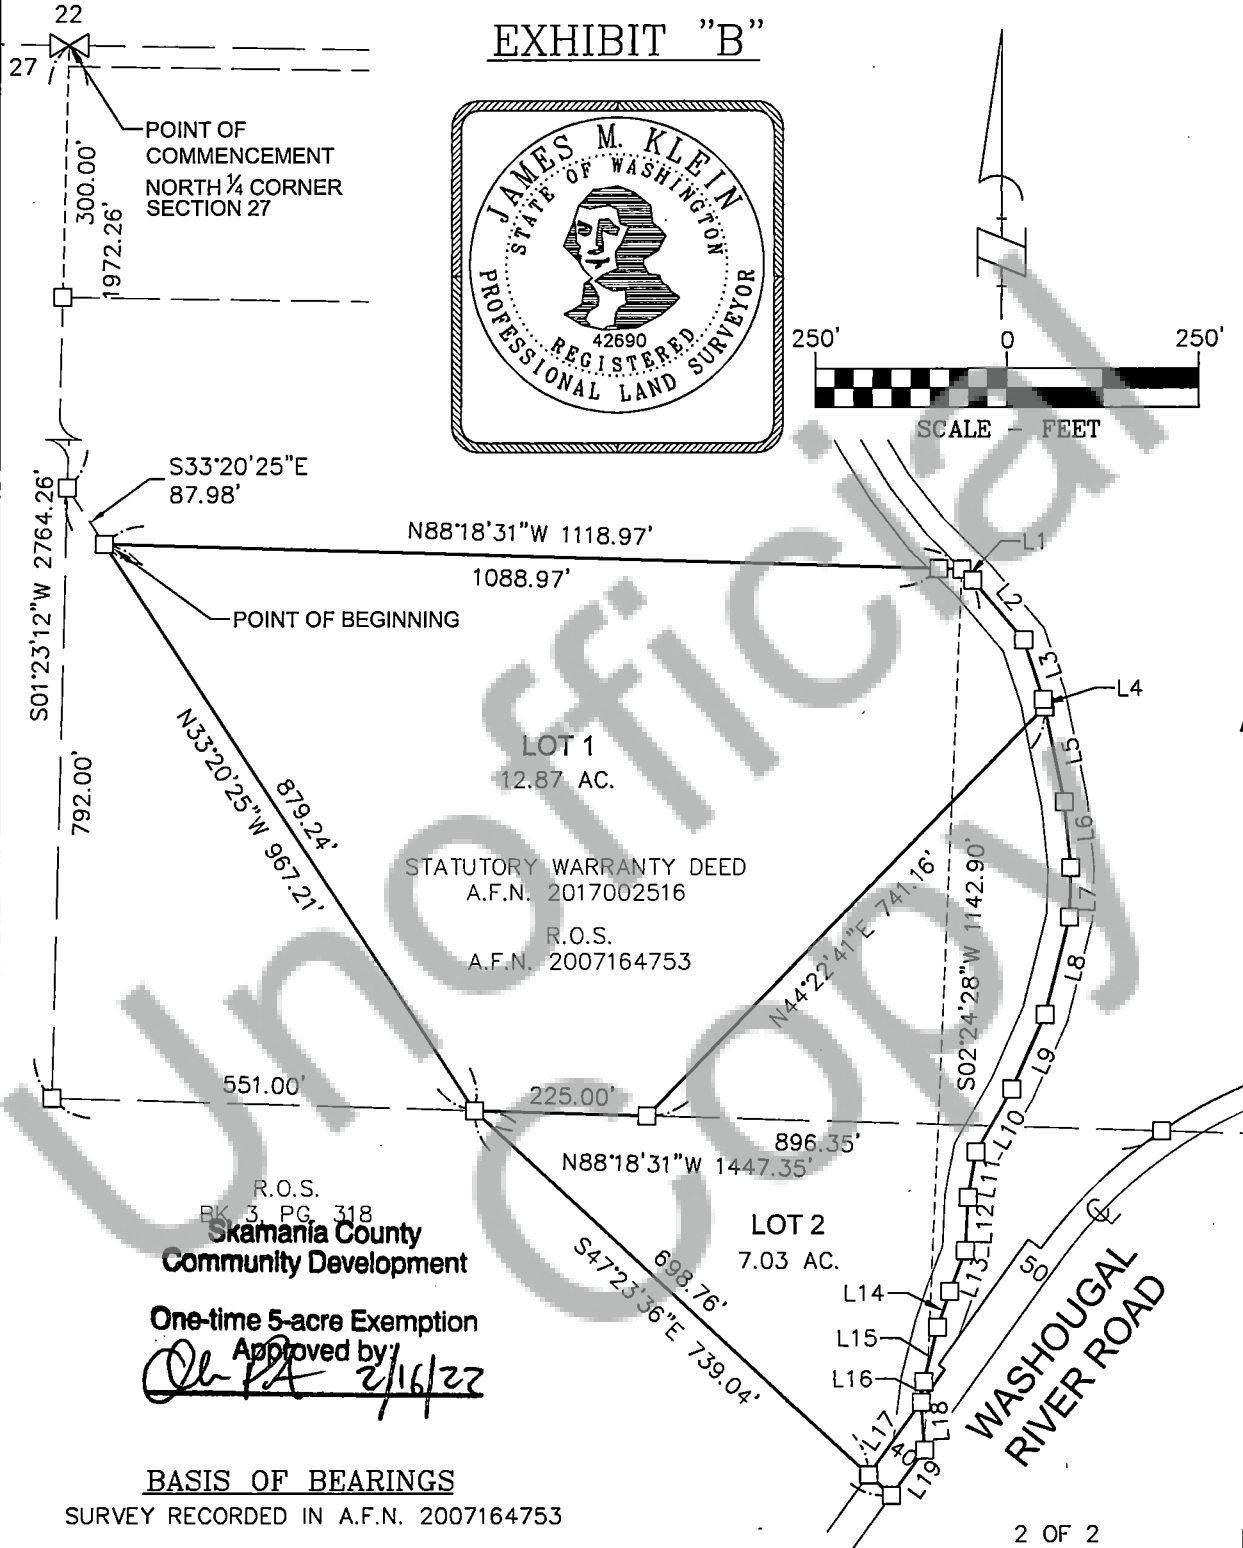 22
27
EXHIBIT "B"
POINT OF
COMMENCEMENT
NORTH ¼ CORNER
SECTION 27
300.00'
1972.26'
JAMES M. KLEIN
STATE OF WASHINGTON
42690
REGISTERED
PROFESSIONAL LAND SURVEYOR
250' 0 250'
SCALE - FEET
S33°20'25"E
87.98'
S01°23'12"W 2764.26'
N88°18'31"W 1118.97'
1088.97'
POINT OF BEGINNING
L1
L2
L3
L4
L5
L6
L7
L8
L9
L10
L11
L12
L13
L14
L15
L16
L17
L18
L19
792.00'
N33°20'25"W 967.21'
879.24'
LOT 1
12.87 AC.
STATUTORY WARRANTY DEED
A.F.N. 2017002516
R.O.S.
A.F.N. 2007164753
N44°22'41"E 741.16'
S02°24'28"W 1142.90'
551.00'
225.00'
896.35'
N88°18'31"W 1447.35'
R.O.S.
BK 3, PG 318
Skamania County
Community Development
One-time 5-acre Exemption
Approved by:
2/16/22
LOT 2
7.03 AC.
698.76'
S47°23'36"E 739.04'
50
40
WASHOUGAL
RIVER ROAD
BASIS OF BEARINGS
SURVEY RECORDED IN A.F.N. 2007164753
2 OF 2
Unofficial
Copy